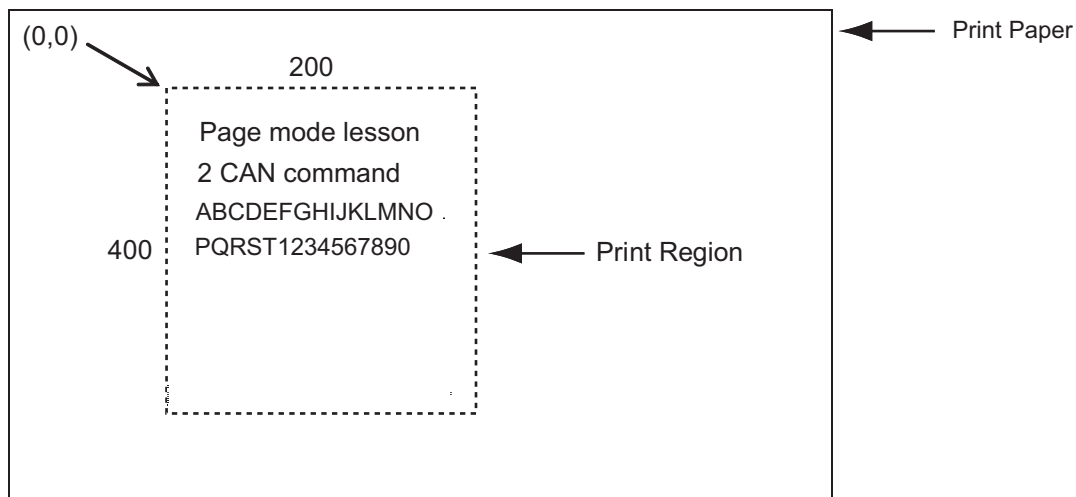 (0,0)
Print Paper
200
Page mode lesson
2 CAN command
ABCDEFGHIJKLMNO
400
PQRST1234567890
Print Region